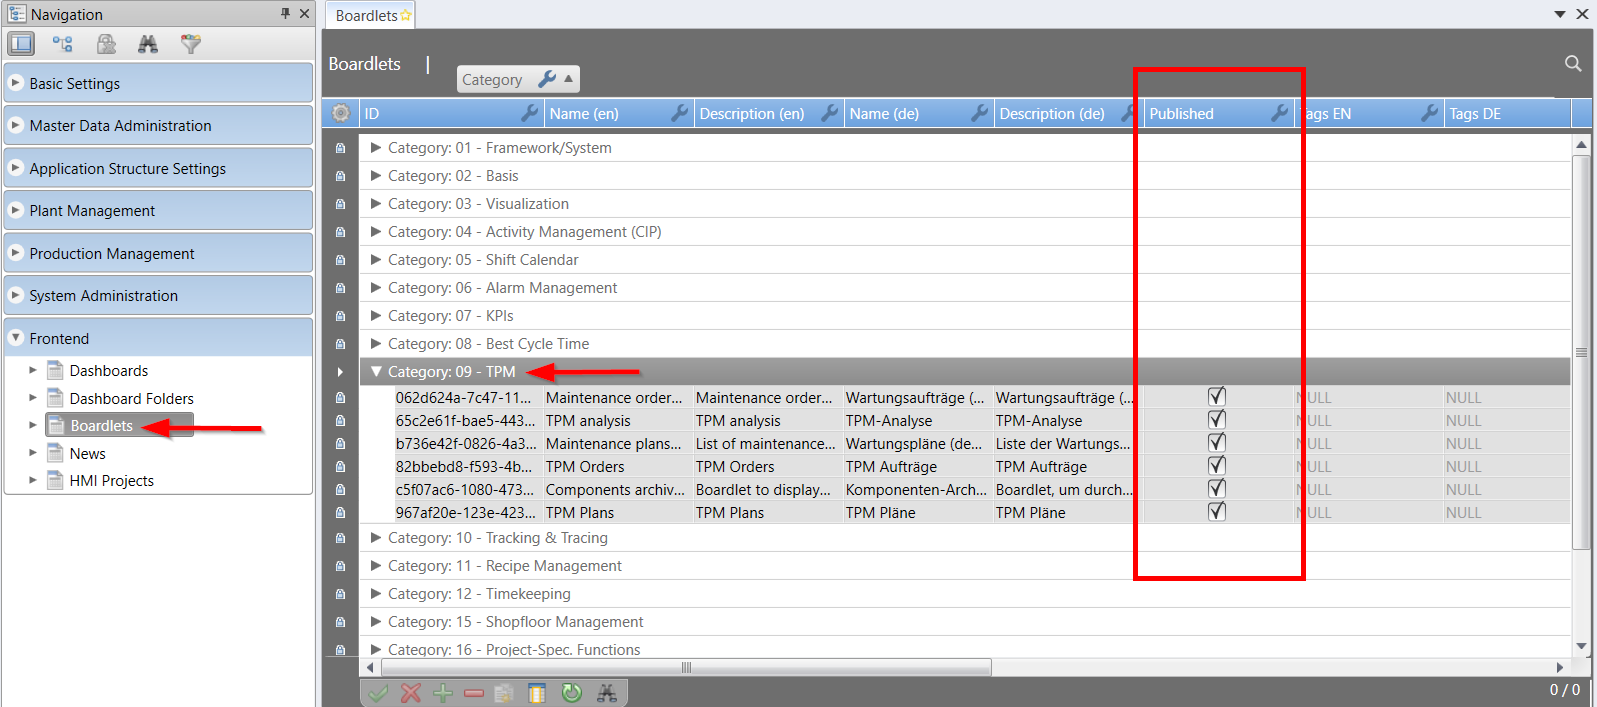 Navigation
Basic Settings
Master Data Administration
Application Structure Settings
Plant Management
Production Management
System Administration
Frontend
Dashboards
Dashboard Folders
Boardlets
News
HMI Projects
Boardlets
Boardlets |
Category
ID Name (en) Description (en) Name (de) Description (de) Published Tags EN Tags DE
Category: 01 - Framework/System
Category: 02 - Basis
Category: 03 - Visualization
Category: 04 - Activity Management (CIP)
Category: 05 - Shift Calendar
Category: 06 - Alarm Management
Category: 07 - KPIs
Category: 08 - Best Cycle Time
Category: 09 - TPM
062d624a-7c47-11... Maintenance order... Maintenance order... Wartungsaufträge (... Wartungsaufträge (... NULL NULL
65c2e61f-bae5-443... TPM analysis TPM analysis TPM-Analyse TPM-Analyse NULL NULL
b736e42f-0826-4a3... Maintenance plans... List of maintenance... Wartungspläne (de... Liste der Wartungs... NULL NULL
82bbebd8-f593-4b... TPM Orders TPM Orders TPM Aufträge TPM Aufträge NULL NULL
c5f07ac6-1080-473... Components archiv... Boardlet to display... Komponenten-Arch... Boardlet, um durch... NULL NULL
967af20e-123e-423... TPM Plans TPM Plans TPM Pläne TPM Pläne NULL NULL
Category: 10 - Tracking & Tracing
Category: 11 - Recipe Management
Category: 12 - Timekeeping
Category: 15 - Shopfloor Management
Category: 16 - Project-Spec. Functions
0 / 0